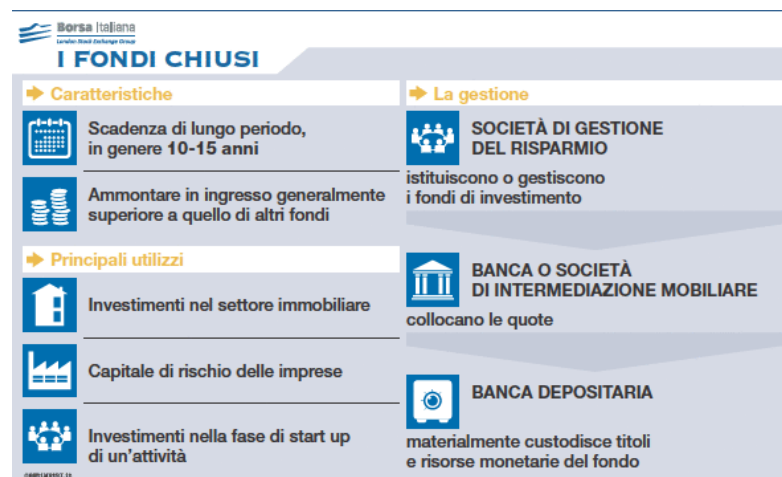 Borsa Italiana
London Stock Exchange Group
I FONDI CHIUSI
Caratteristiche
Scadenza di lungo periodo,
in genere 10-15 anni
Ammontare in ingresso generalmente
superiore a quello di altri fondi
Principali utilizzi
Investimenti nel settore immobiliare
Capitale di rischio delle imprese
Investimenti nella fase di start up
di un'attività
La gestione
SOCIETÀ DI GESTIONE
DEL RISPARMIO
istituiscono o gestiscono
i fondi di investimento
BANCA O SOCIETÀ
DI INTERMEDIAZIONE MOBILIARE
collocano le quote
BANCA DEPOSITARIA
materialmente custodisce titoli
e risorse monetarie del fondo